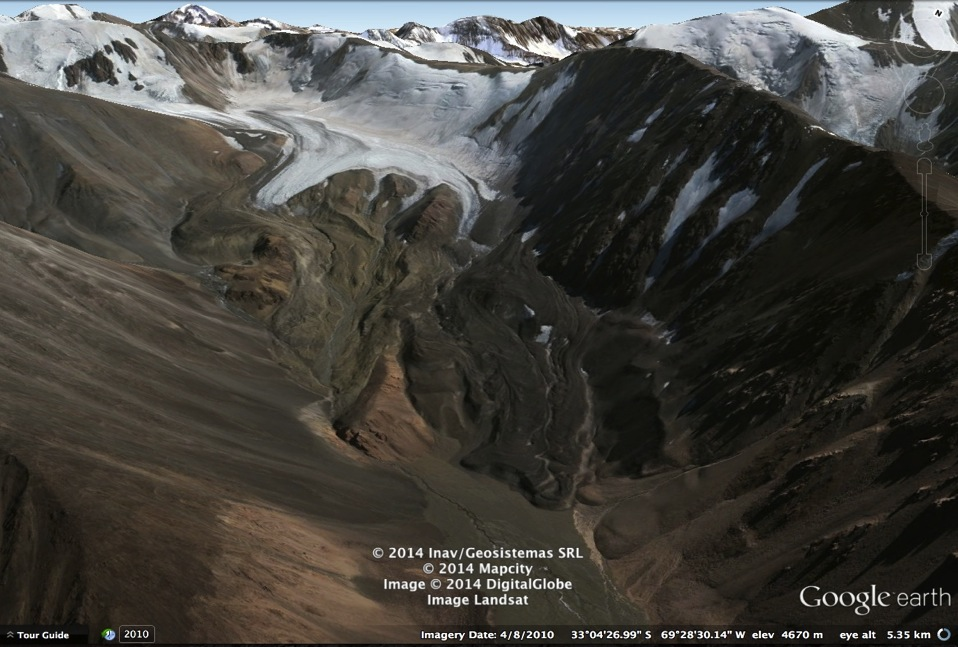 N
© 2014 Inav/Geosistemas SRL
© 2014 Mapcity
Image © 2014 DigitalGlobe
Image Landsat
Google earth
Tour Guide
2010
Imagery Date: 4/8/2010 33°04'26.99" S 69°28'30.14" W elev 4670 m eye alt 5.35 km